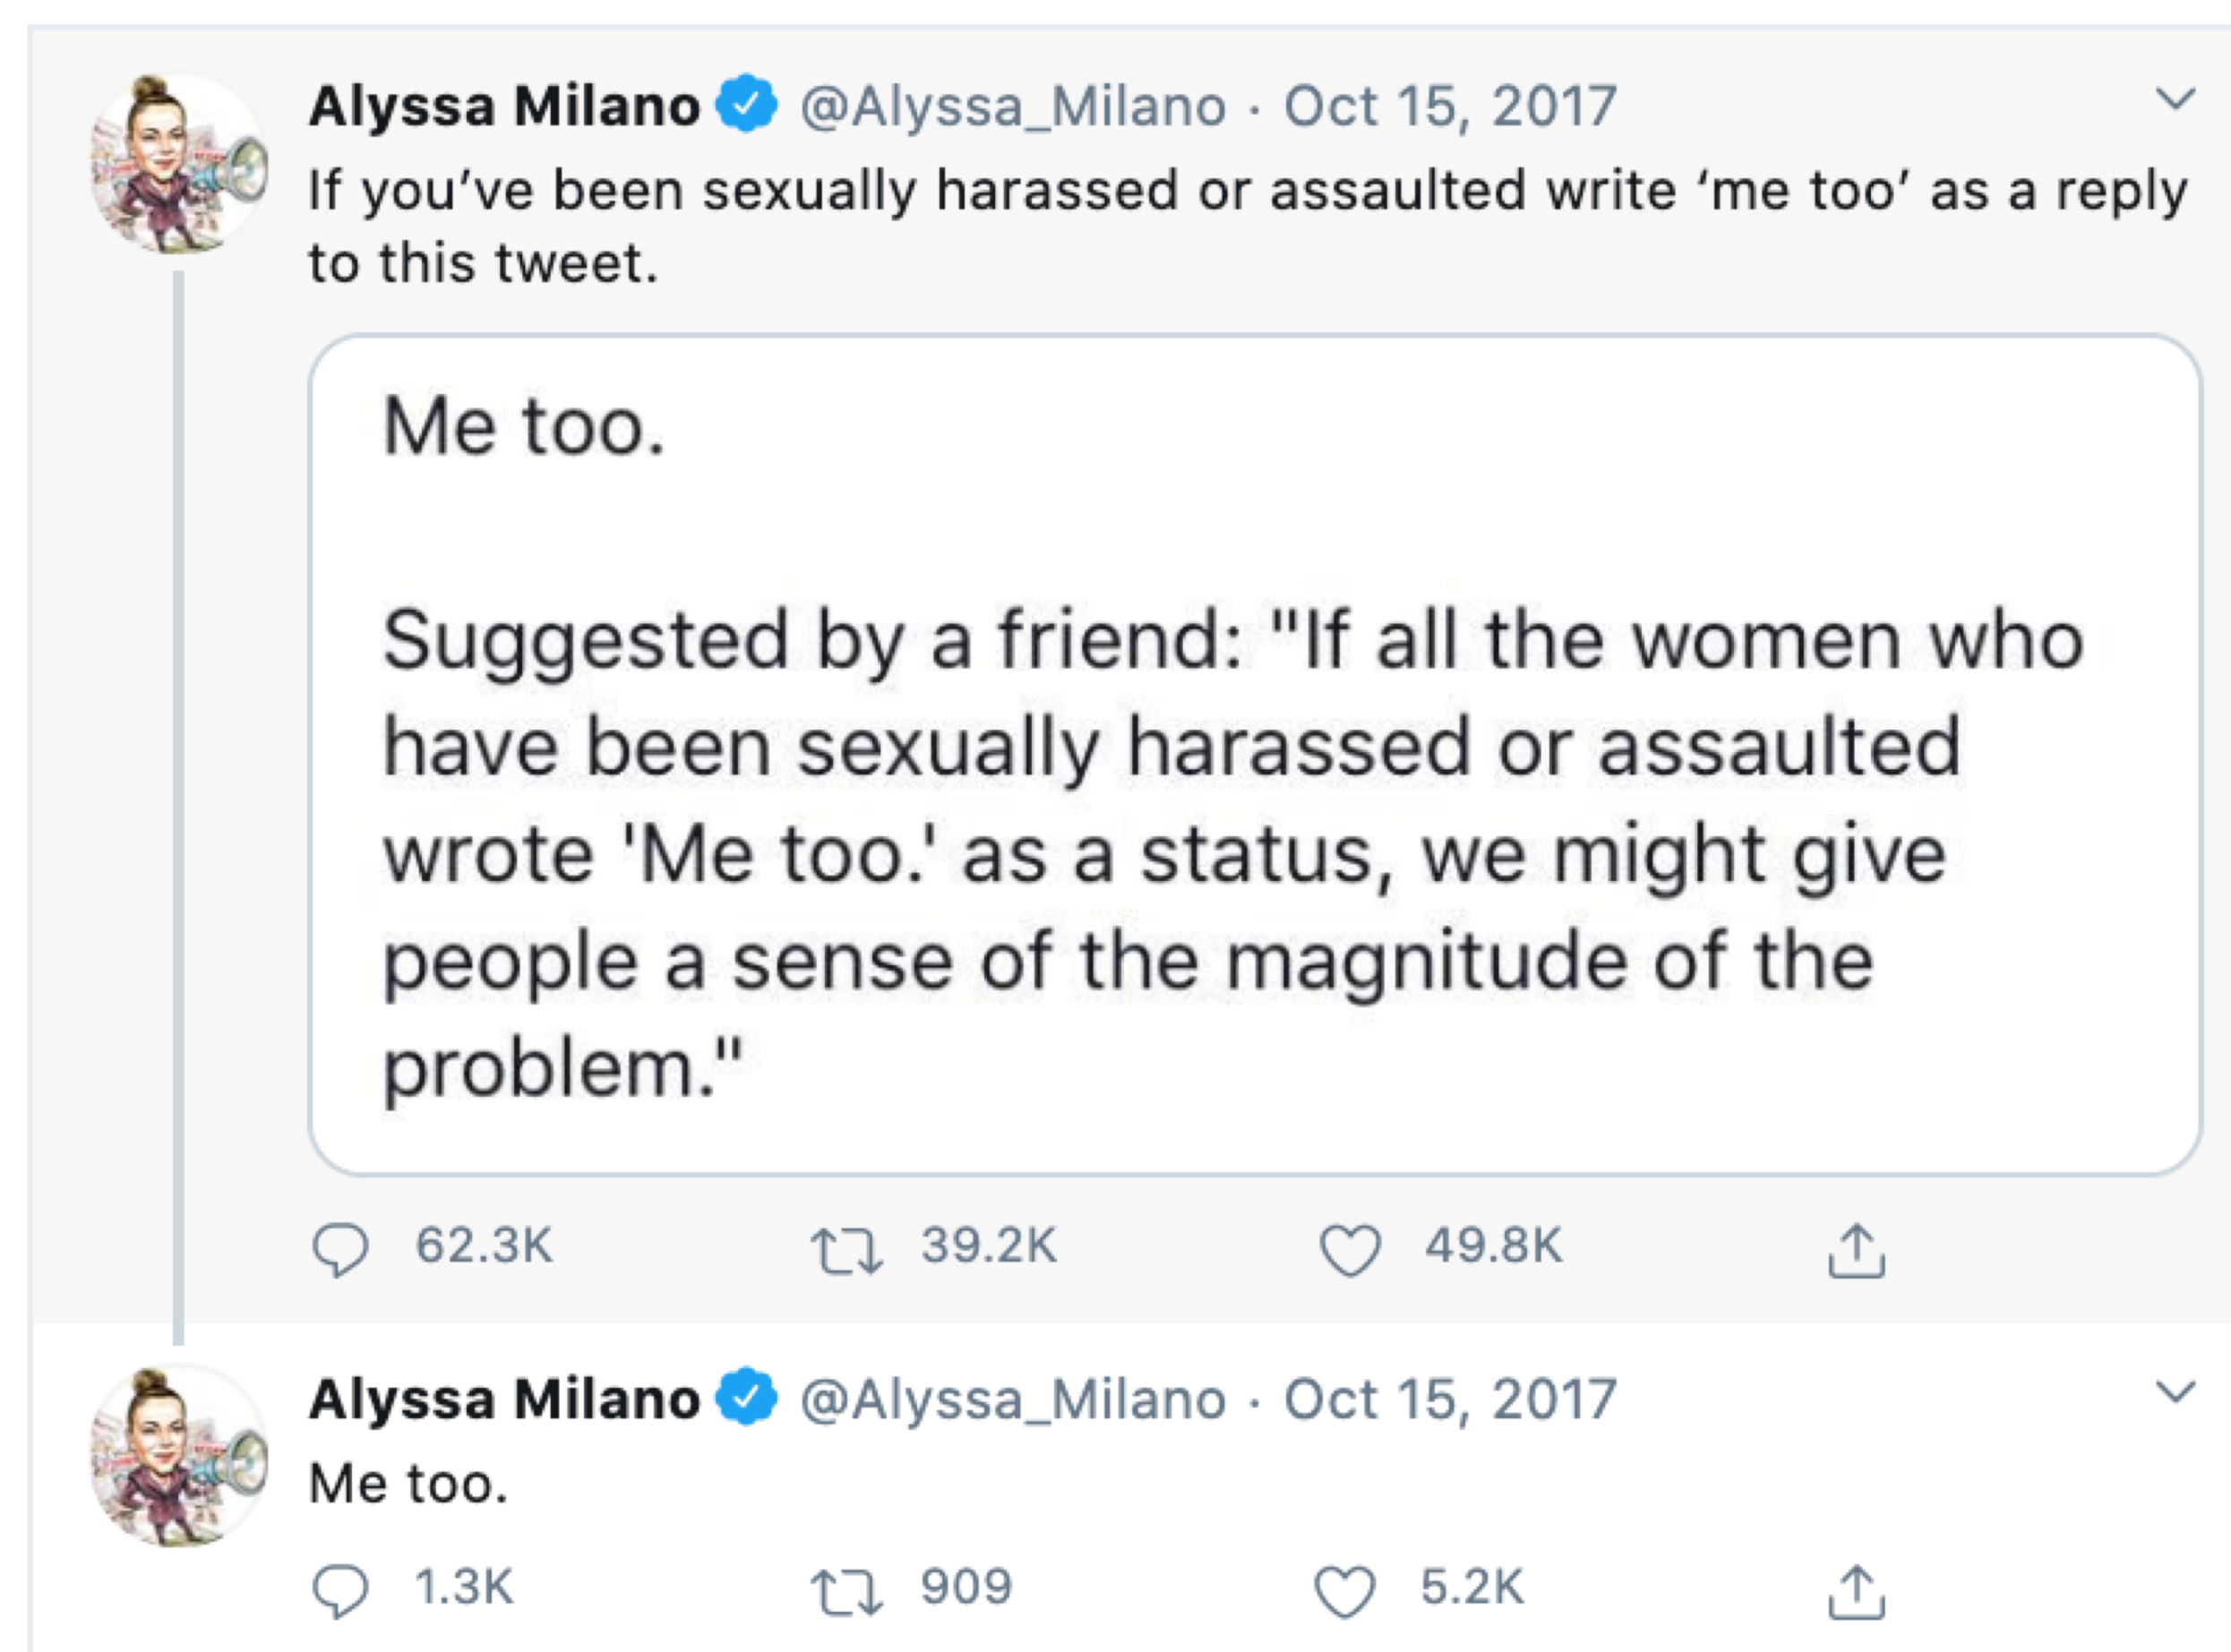 Alyssa Milano @Alyssa_Milano · Oct 15, 2017
If you’ve been sexually harassed or assaulted write ‘me too’ as a reply
to this tweet.
Me too.
Suggested by a friend: "If all the women who
have been sexually harassed or assaulted
wrote 'Me too.' as a status, we might give
people a sense of the magnitude of the
problem."
62.3K 39.2K 49.8K
Alyssa Milano @Alyssa_Milano · Oct 15, 2017
Me too.
1.3K 909 5.2K